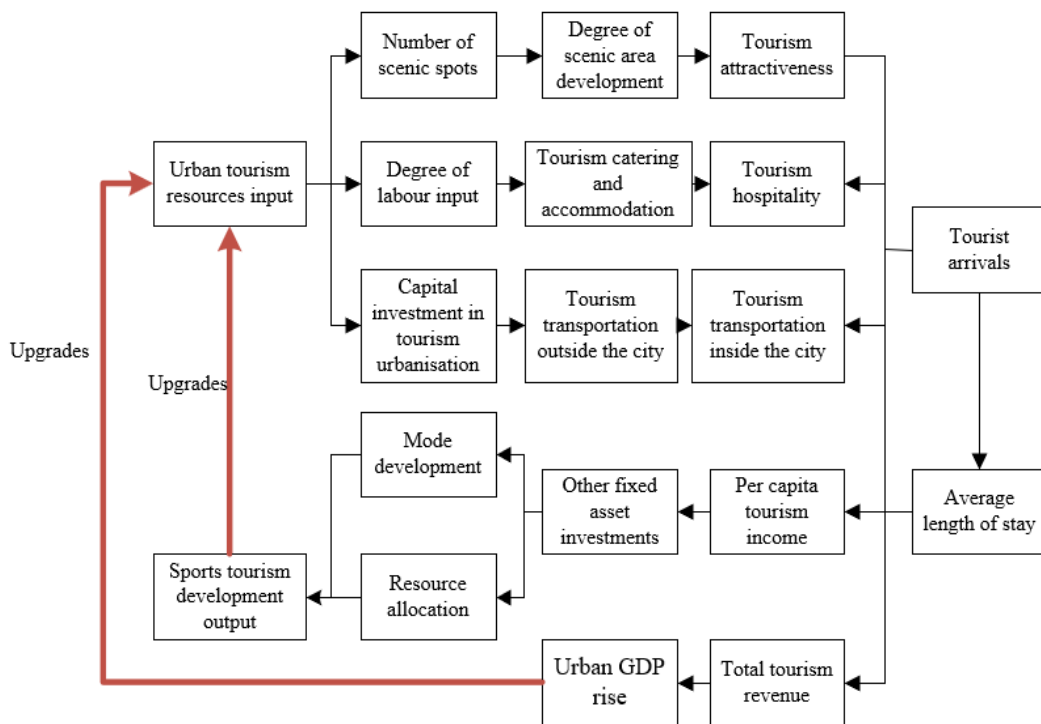 Number of
scenic spots
Degree of
scenic area
development
Tourism
attractiveness
Urban tourism
resources input
Degree of
labour input
Tourism catering
and
accommodation
Tourism
hospitality
Tourist
arrivals
Capital
investment in
tourism
urbanisation
Tourism
transportation
outside the city
Tourism
transportation
inside the city
Upgrades
Upgrades
Mode
development
Other fixed
asset
investments
Per capita
tourism
income
Average
length of stay
Sports tourism
development
output
Resource
allocation
Urban GDP
rise
Total tourism
revenue